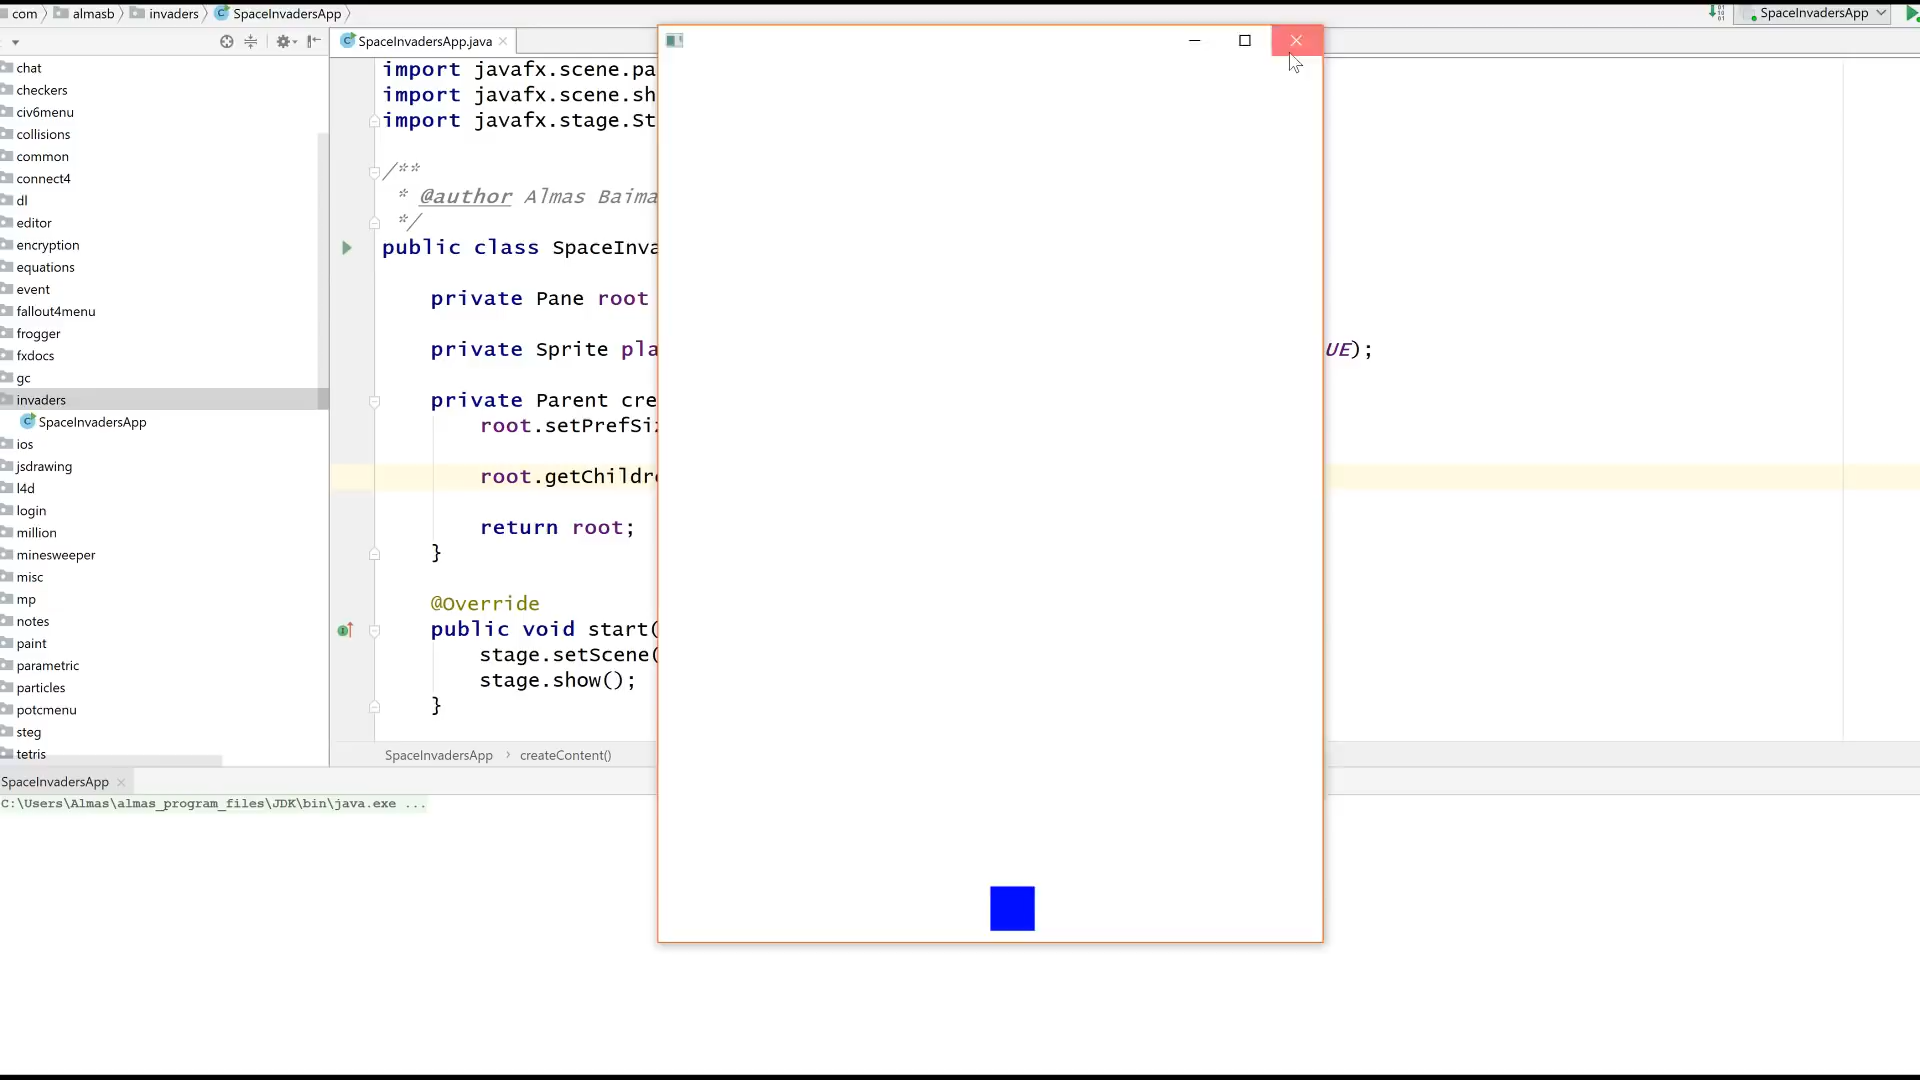 com almasb invaders SpaceInvadersApp
SpaceInvadersApp
SpaceInvadersApp.java
chat
checkers
civ6menu
collisions
common
connect4
dl
editor
encryption
equations
event
fallout4menu
frogger
fxdocs
gc
invaders
SpaceInvadersApp
ios
jsdrawing
l4d
login
million
minesweeper
misc
mp
notes
paint
parametric
particles
potcmenu
steg
tetris
import javafx.scene.pa
import javafx.scene.sh
import javafx.stage.St
/**
* @author Almas Baima
*/
public class SpaceInva
private Pane root
private Sprite pla UE);
private Parent cre
root.setPrefSiz
root.getChildre
return root;
}
@Override
public void start(
stage.setScene(
stage.show();
}
SpaceInvadersApp › createContent()
SpaceInvadersApp
C:\Users\Almas\almas_program_files\JDK\bin\java.exe ...